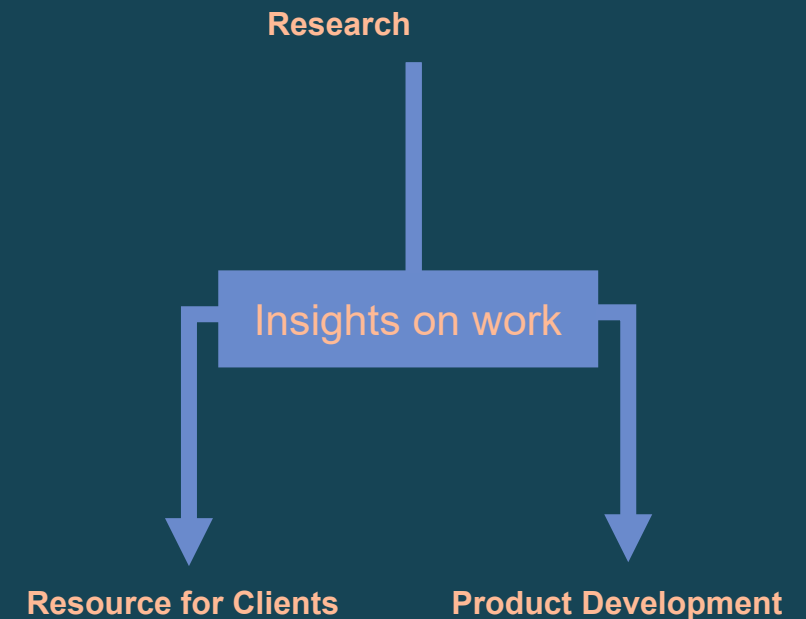 Research
Insights on work
Resource for Clients
Product Development